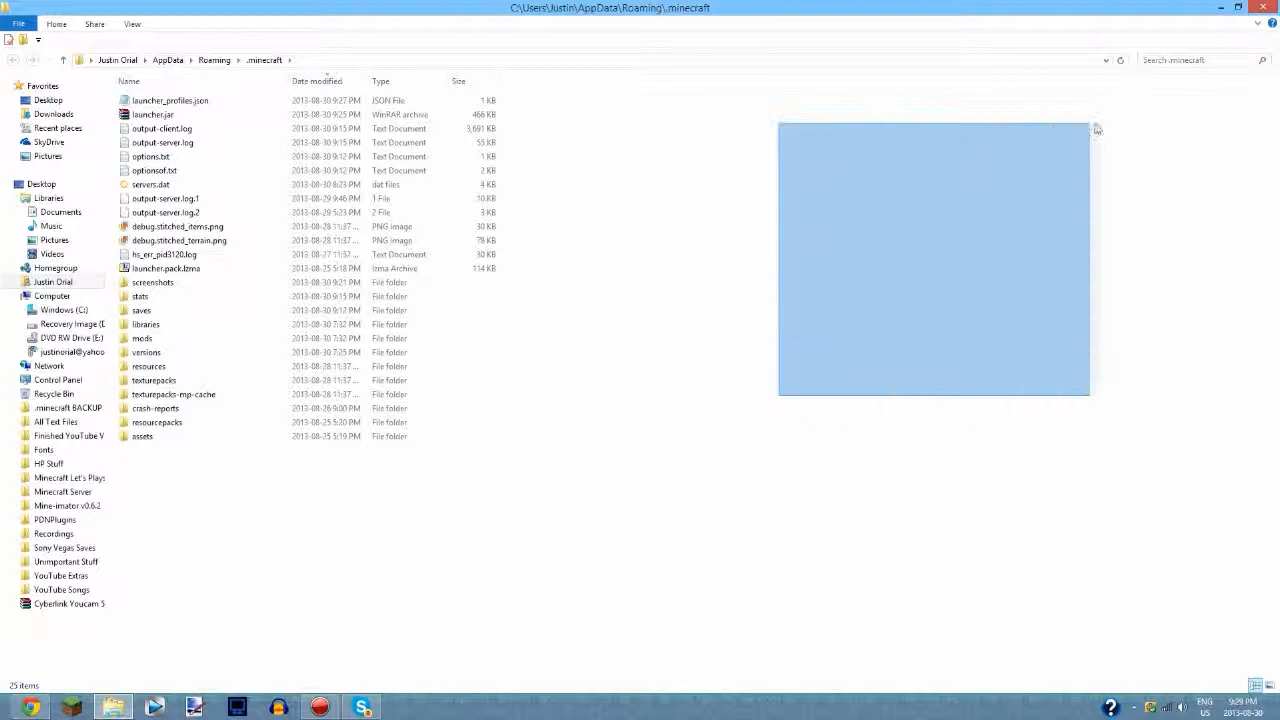 C:\Users\Justin\AppData\Roaming\.minecraft
File Home Share View
Justin Orial AppData Roaming .minecraft Search .minecraft
Name Date modified Type Size
Favorites
Desktop
Downloads
Recent places
SkyDrive
Pictures
Desktop
Libraries
Documents
Music
Pictures
Videos
Homegroup
Justin Orial
Computer
Windows (C:)
Recovery Image (
DVD RW Drive (E:)
justinorial@yahoo
Network
Control Panel
Recycle Bin
.minecraft BACKUP
All Text Files
Finished YouTube V
Fonts
HP Stuff
Minecraft Let's Plays
Minecraft Server
Mine-imator v0.6.2
PDNPlugins
Recordings
Sony Vegas Saves
Unimportant Stuff
YouTube Extras
YouTube Songs
Cyberlink Youcam 5
launcher_profiles.json 2013-08-30 9:27 PM JSON File 1 KB
launcher.jar 2013-08-30 9:25 PM WinRAR archive 466 KB
output-client.log 2013-08-30 9:15 PM Text Document 3,691 KB
output-server.log 2013-08-30 9:15 PM Text Document 55 KB
options.txt 2013-08-30 9:12 PM Text Document 1 KB
optionsof.txt 2013-08-30 9:12 PM Text Document 2 KB
servers.dat 2013-08-30 8:23 PM dat files 4 KB
output-server.log.1 2013-08-29 9:46 PM 1 File 10 KB
output-server.log.2 2013-08-29 5:23 PM 2 File 3 KB
debug.stitched_items.png 2013-08-28 11:37 ... PNG image 30 KB
debug.stitched_terrain.png 2013-08-28 11:37 ... PNG image 78 KB
hs_err_pid3120.log 2013-08-27 11:57 ... Text Document 30 KB
launcher.pack.lzma 2013-08-25 5:18 PM lzma Archive 114 KB
screenshots 2013-08-30 9:21 PM File folder
stats 2013-08-30 9:15 PM File folder
saves 2013-08-30 9:12 PM File folder
libraries 2013-08-30 7:32 PM File folder
mods 2013-08-30 7:32 PM File folder
versions 2013-08-30 7:25 PM File folder
resources 2013-08-28 11:37 ... File folder
texturepacks 2013-08-28 11:37 ... File folder
texturepacks-mp-cache 2013-08-28 11:37 ... File folder
crash-reports 2013-08-26 9:00 PM File folder
resourcepacks 2013-08-25 5:20 PM File folder
assets 2013-08-25 5:19 PM File folder
25 items
ENG
US
9:29 PM
2013-08-30